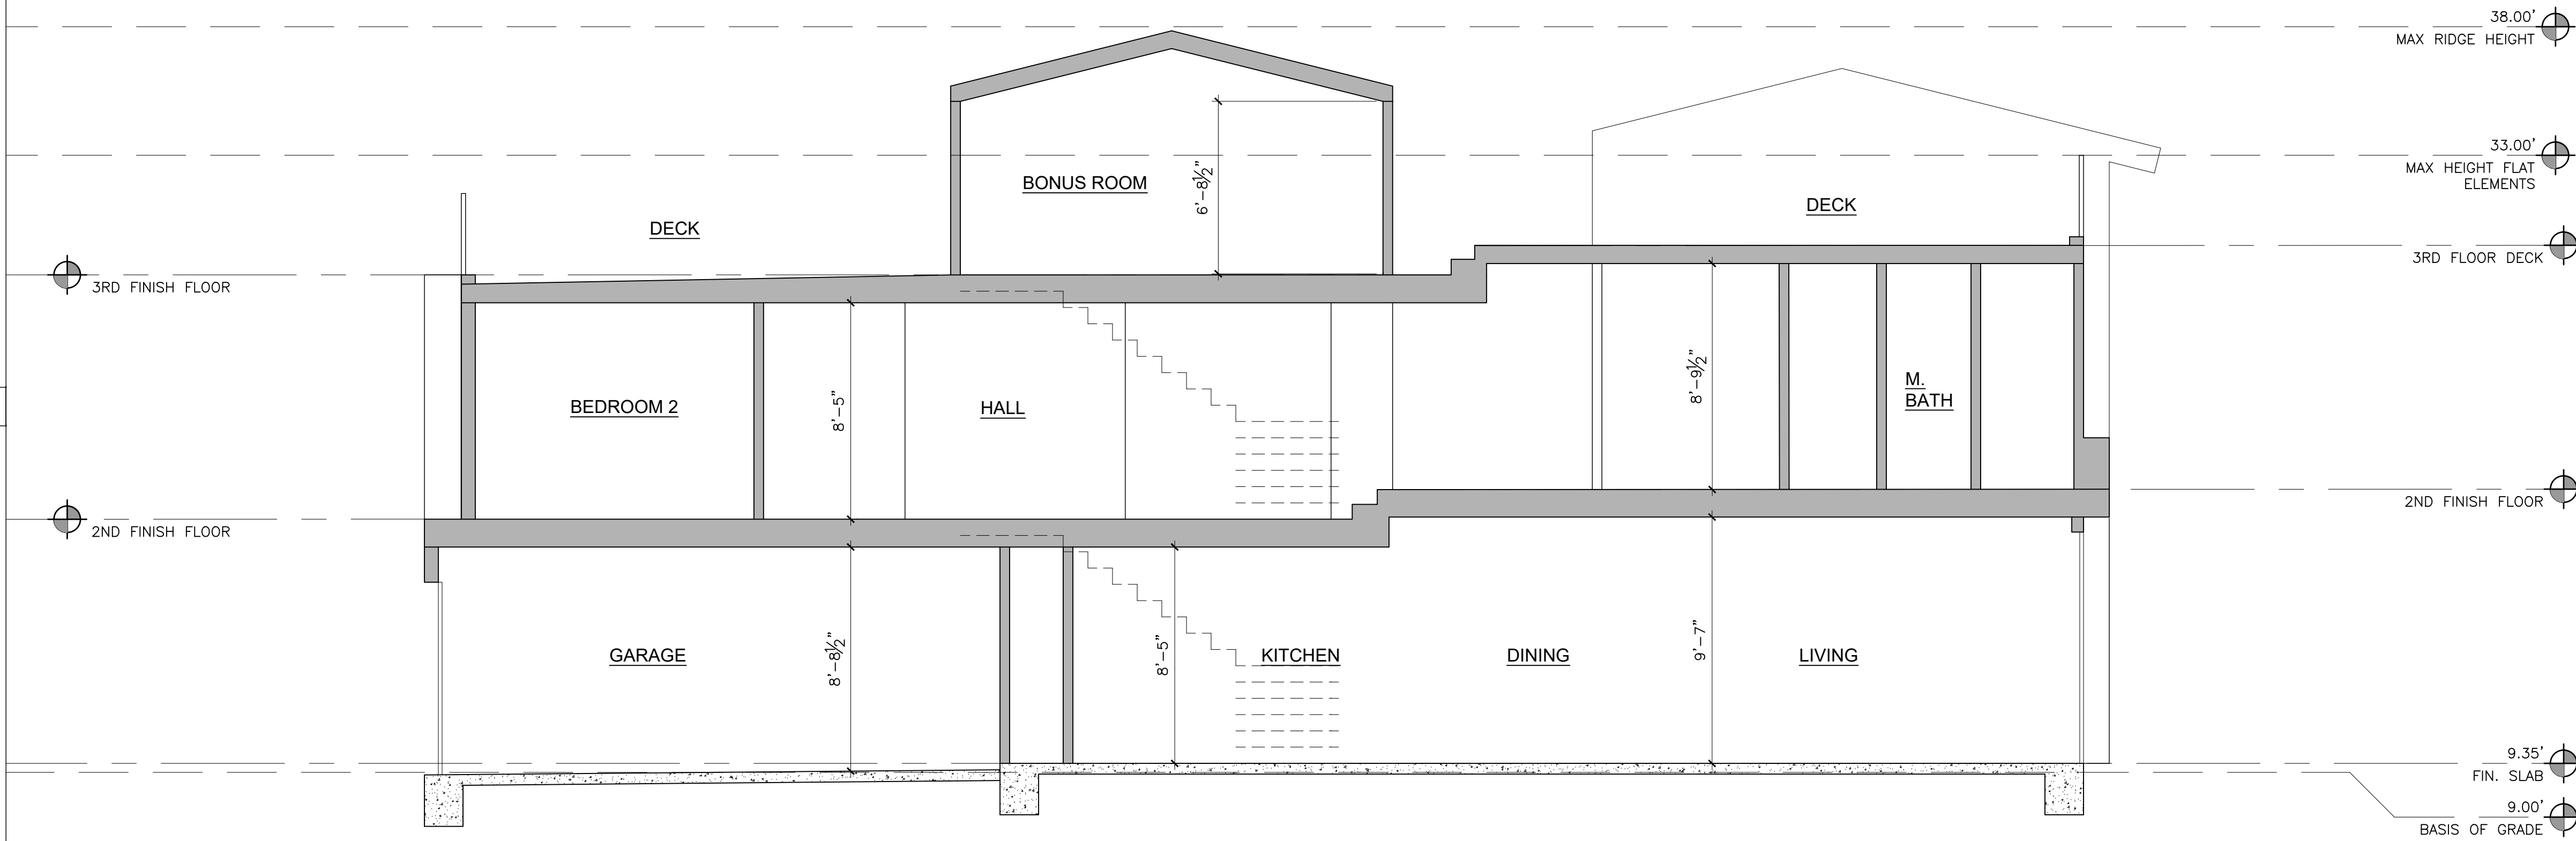 38.00’
MAX RIDGE HEIGHT
33.00’
MAX HEIGHT FLAT
ELEMENTS
BONUS ROOM
6’–8½”
DECK
DECK
3RD FINISH FLOOR
3RD FLOOR DECK
BEDROOM 2
8’–5”
HALL
8’–9½”
M.
BATH
2ND FINISH FLOOR
2ND FINISH FLOOR
GARAGE
8’–8½”
8’–5”
KITCHEN
DINING
9’–7”
LIVING
9.35’
FIN. SLAB
9.00’
BASIS OF GRADE